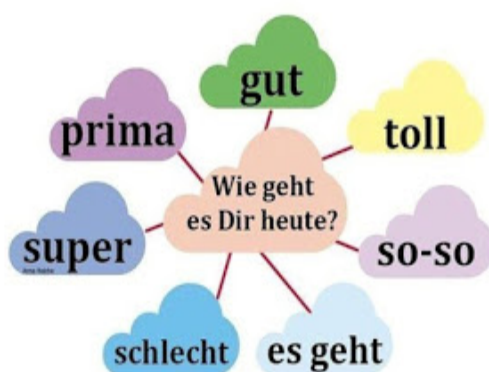 gut
prima
toll
Wie geht
es Dir heute?
super
so-so
schlecht
es geht